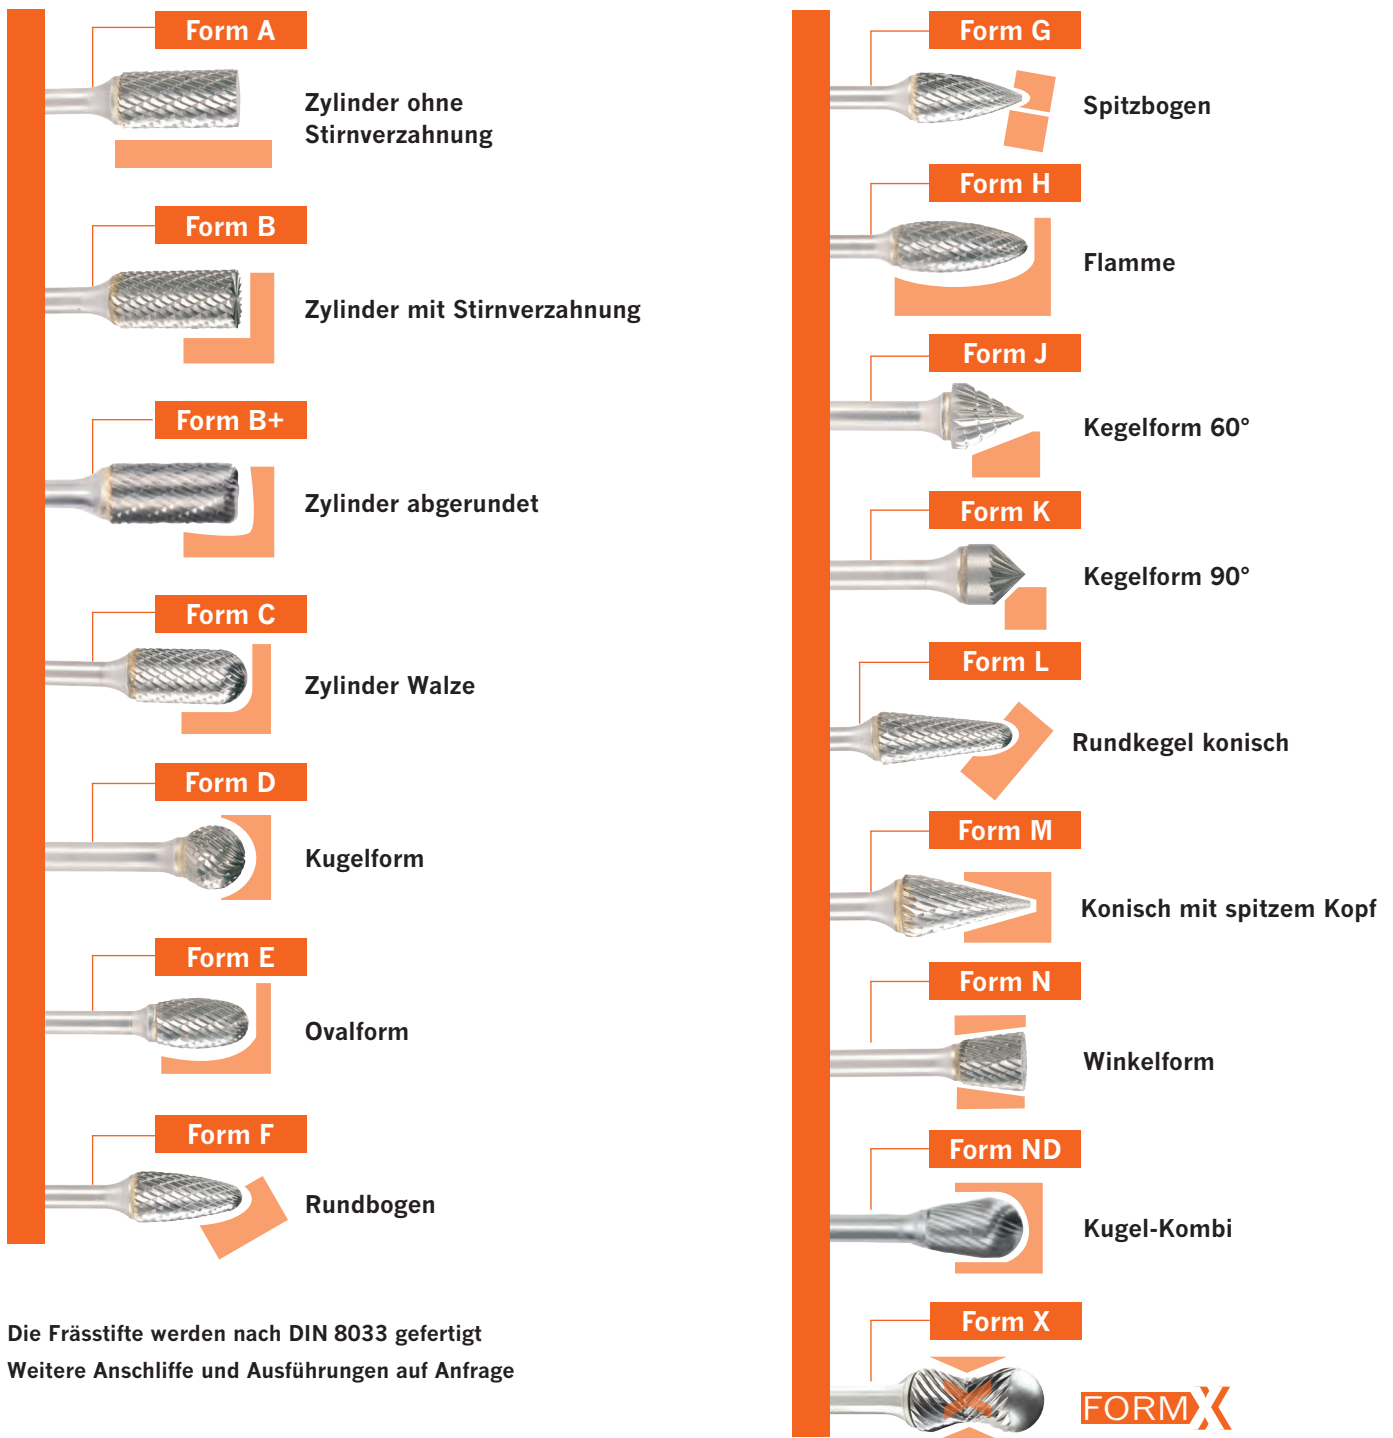 Form A
Zylinder ohne
Stirnverzahnung
Form B
Zylinder mit Stirnverzahnung
Form B+
Zylinder abgerundet
Form C
Zylinder Walze
Form D
Kugelform
Form E
Ovalform
Form F
Rundbogen
Die Frässtifte werden nach DIN 8033 gefertigt
Weitere Anschliffe und Ausführungen auf Anfrage
Form G
Spitzbogen
Form H
Flamme
Form J
Kegelform 60°
Form K
Kegelform 90°
Form L
Rundkegel konisch
Form M
Konisch mit spitzem Kopf
Form N
Winkelform
Form ND
Kugel-Kombi
Form X
FORM X